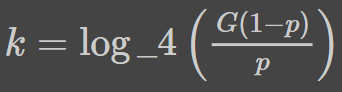 k = log_4 ( G(1−p) / p )